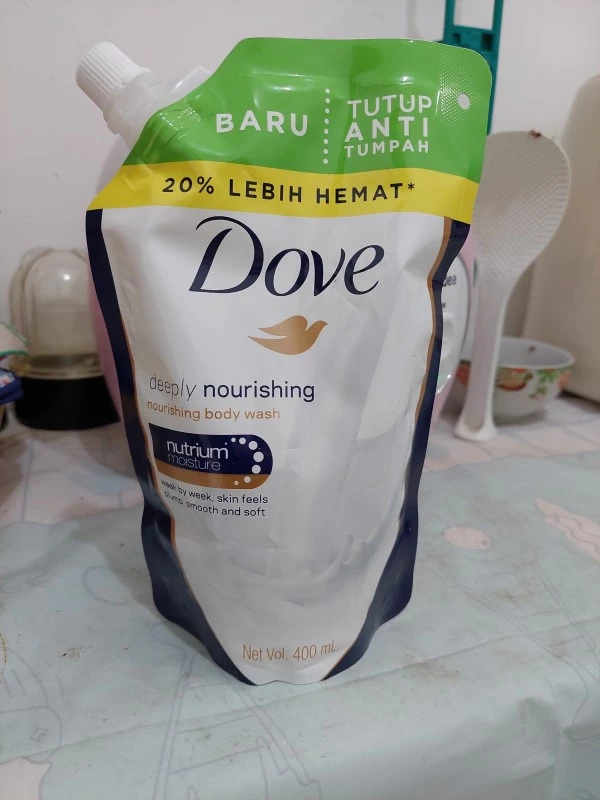 BARU
TUTUP
ANTI
TUMPAH
20% LEBIH HEMAT*
Dove
deeply nourishing
nourishing body wash
nutrium
moisture
week by week, skin feels
plump, smooth and soft
Net Vol. 400 mL